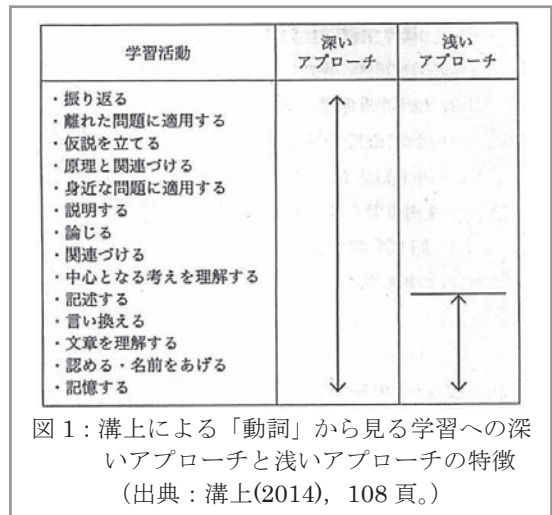 学習活動
深い
アプローチ
浅い
アプローチ
・振り返る
・離れた問題に適用する
・仮説を立てる
・原理と関連づける
・身近な問題に適用する
・説明する
・論じる
・関連づける
・中心となる考えを理解する
・記述する
・言い換える
・文章を理解する
・認める・名前をあげる
・記憶する
図 1：溝上による「動詞」から見る学習への深
いアプローチと浅いアプローチの特徴
（出典：溝上(2014)，108 頁。）